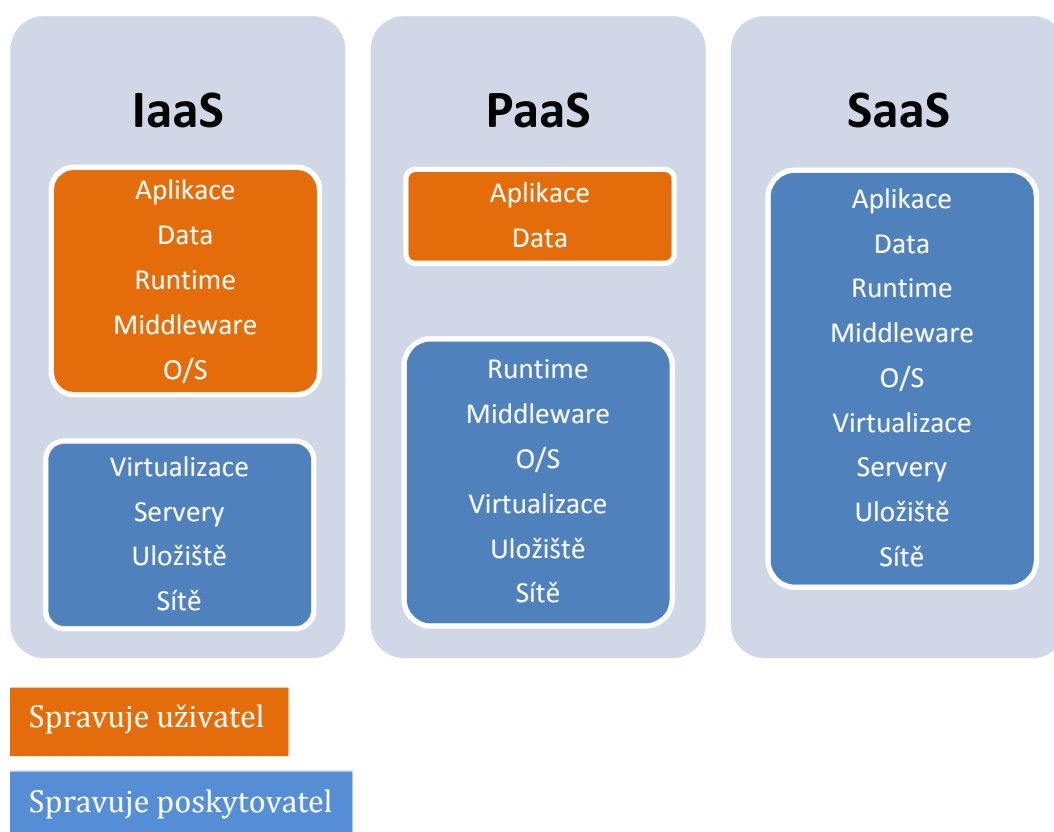 IaaS
Aplikace
Data
Runtime
Middleware
O/S
Virtualizace
Servery
Uložiště
Sítě
PaaS
Aplikace
Data
Runtime
Middleware
O/S
Virtualizace
Uložiště
Sítě
SaaS
Aplikace
Data
Runtime
Middleware
O/S
Virtualizace
Servery
Uložiště
Sítě
Spravuje uživatel
Spravuje poskytovatel